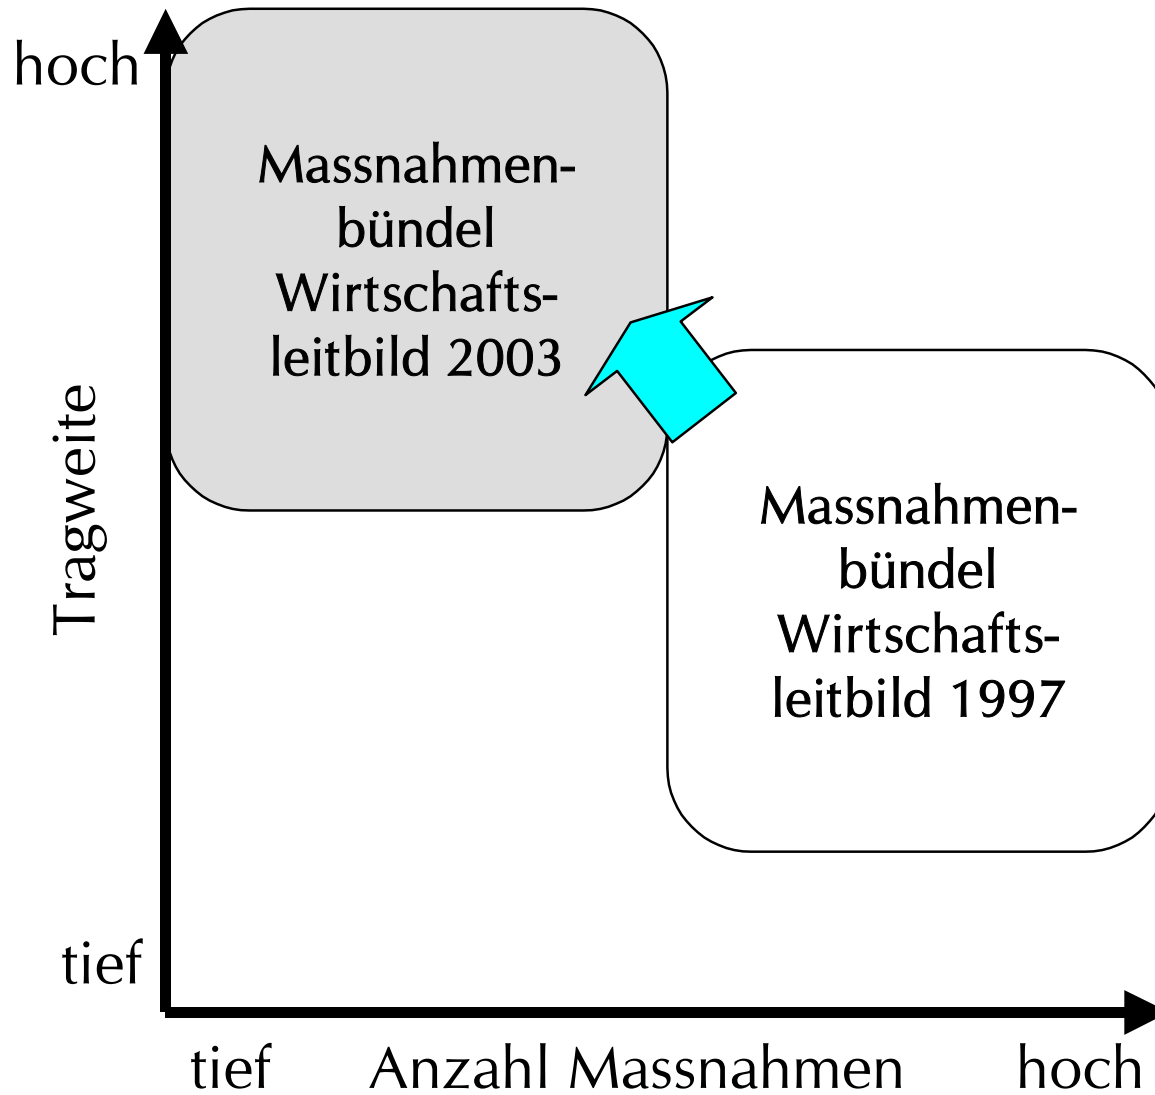 hoch
Massnahmen-
bündel
Wirtschafts-
leitbild 2003
Tragweite
Massnahmen-
bündel
Wirtschafts-
leitbild 1997
tief
tief Anzahl Massnahmen hoch